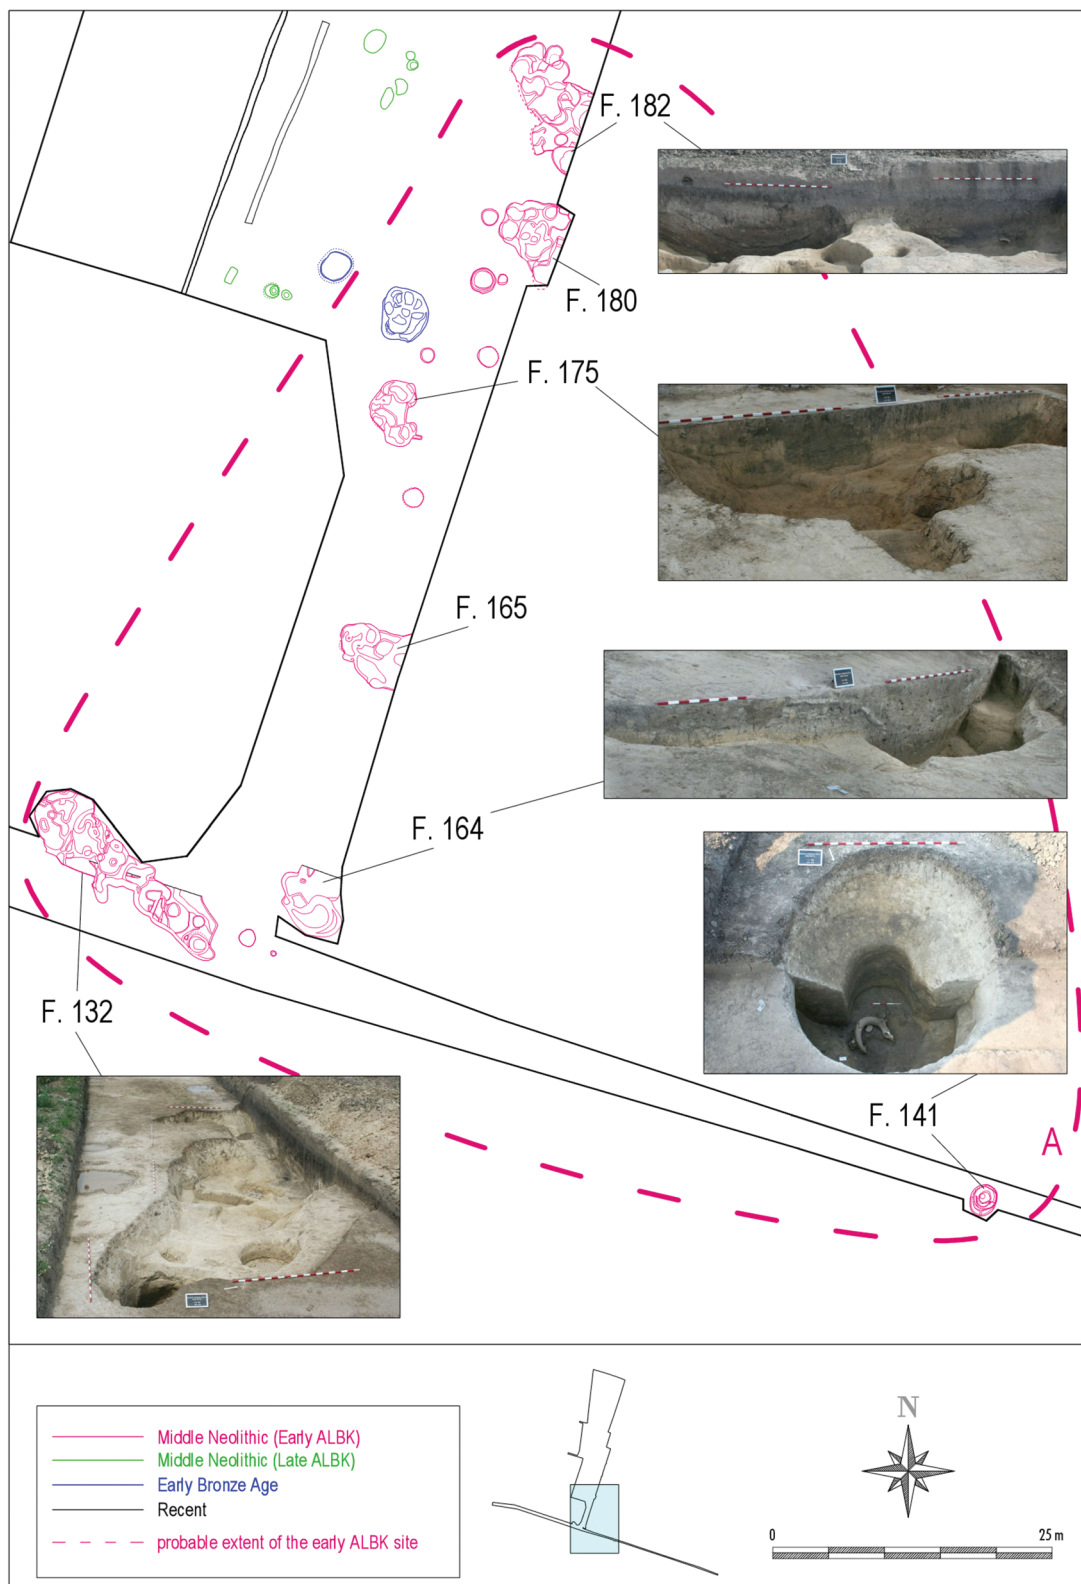 F. 182
F. 180
F. 175
F. 165
F. 164
F. 132
F. 141
A
Middle Neolithic (Early ALBK)
Middle Neolithic (Late ALBK)
Early Bronze Age
Recent
probable extent of the early ALBK site
N
0 25 m